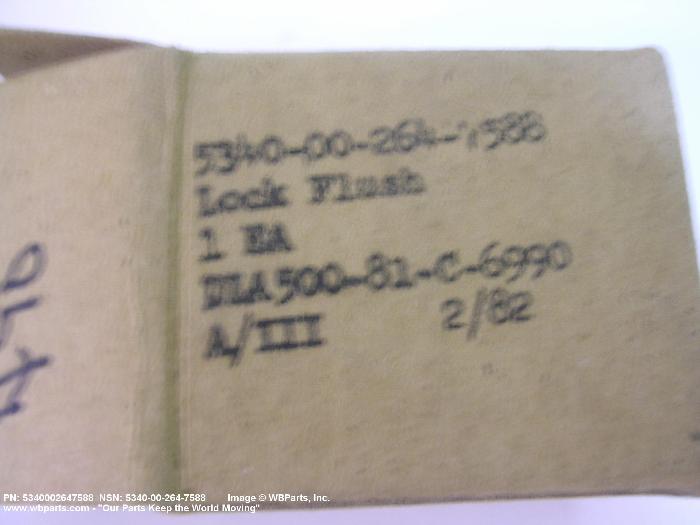 5340-00-264-7588
Lock Flush
1 EA
DLA500-81-C-6990
A/III 2/82
PN: 5340002647588 NSN: 5340-00-264-7588 Image © WBParts, Inc.
www.wbparts.com - "Our Parts Keep the World Moving"